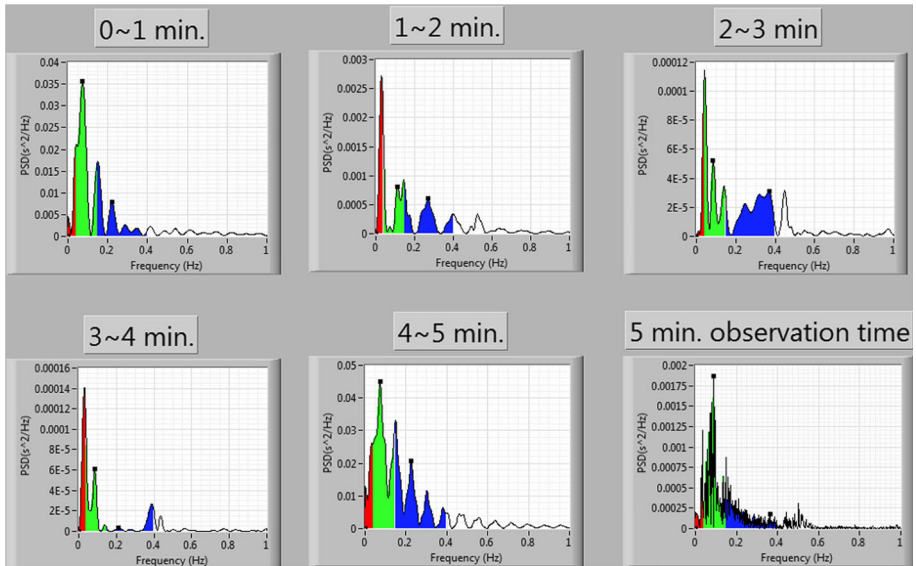 0~1 min.
1~2 min.
2~3 min
PSD(s^2/Hz)
0.04
0.035
0.03
0.025
0.02
0.015
0.01
0.005
0
0 0.2 0.4 0.6 0.8 1
Frequency (Hz)
PSD(s^2/Hz)
0.003
0.0025
0.002
0.0015
0.001
0.0005
0
0 0.2 0.4 0.6 0.8 1
Frequency (Hz)
PSD(s^2/Hz)
0.00012
0.0001
8E-5
6E-5
4E-5
2E-5
0
0 0.2 0.4 0.6 0.8 1
Frequency (Hz)
3~4 min.
4~5 min.
5 min. observation time
PSD(s^2/Hz)
0.00016
0.00014
0.00012
0.0001
8E-5
6E-5
4E-5
2E-5
0
0 0.2 0.4 0.6 0.8 1
Frequency (Hz)
PSD(s^2/Hz)
0.05
0.04
0.03
0.02
0.01
0
0 0.2 0.4 0.6 0.8 1
Frequency (Hz)
PSD(s^2/Hz)
0.002
0.00175
0.0015
0.00125
0.001
0.00075
0.0005
0.00025
0
0 0.2 0.4 0.6 0.8 1
Frequency (Hz)